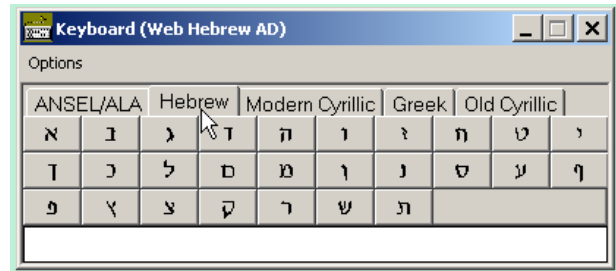 Keyboard (Web Hebrew AD)
Options
ANSEL/ALA Hebrew Modern Cyrillic Greek Old Cyrillic
א ב ג ד ה ו ז ח ט י
ך כ ל ם מ ן נ ס ע ף
פ ץ צ ק ר ש ת